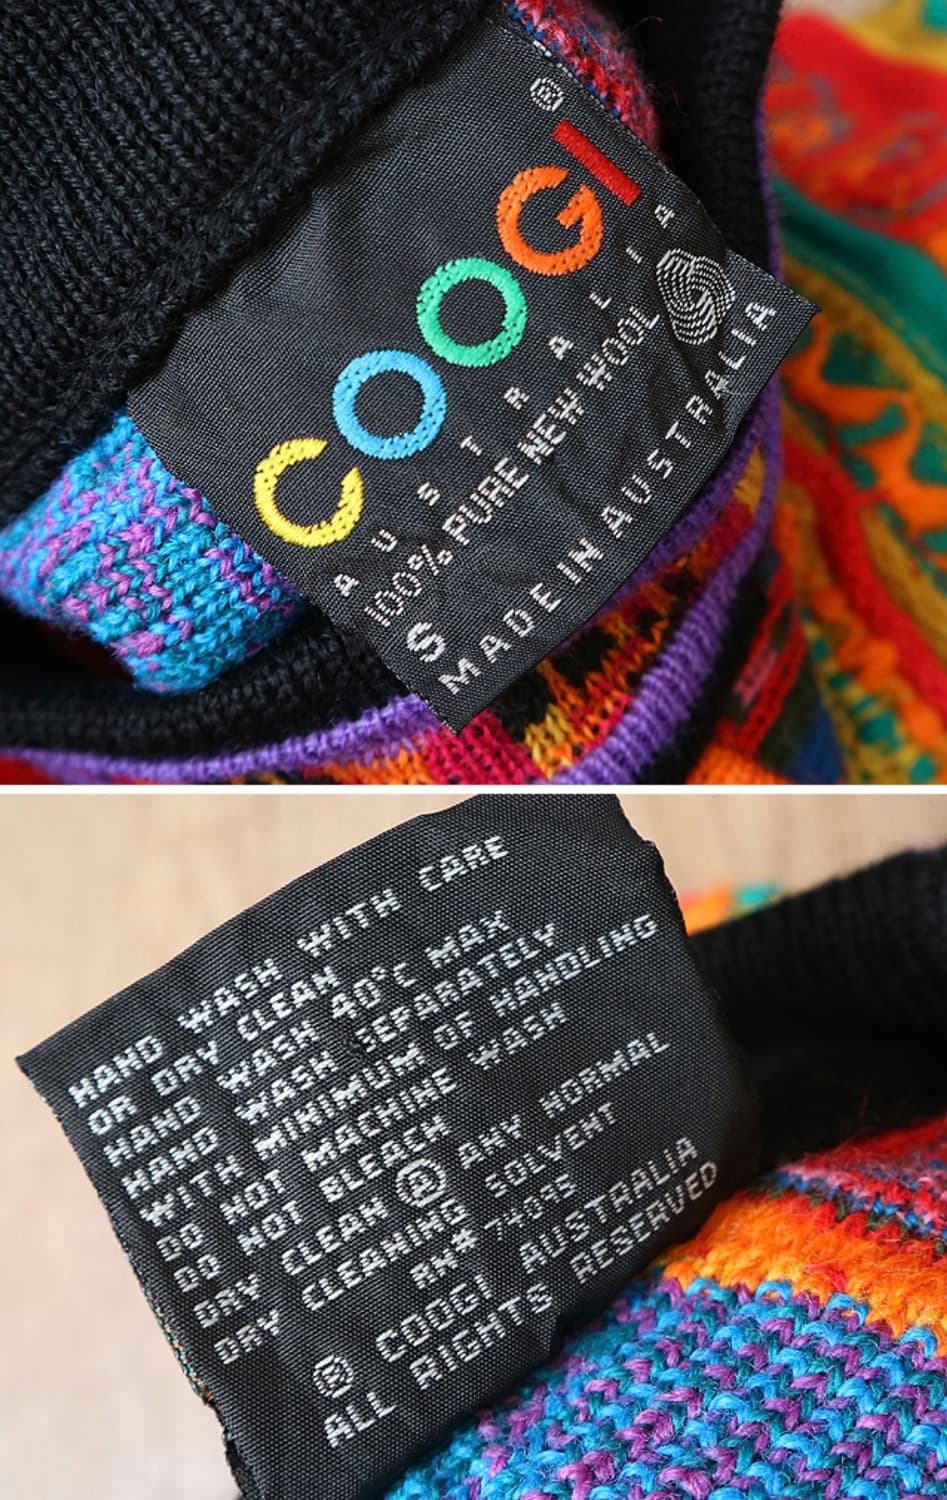 COOGI ®
AUSTRALIA
100% PURE NEW WOOL
S
MADE IN AUSTRALIA
HAND WASH WITH CARE
OR DRY CLEAN
HAND WASH 40°C MAX
HAND WASH SEPARATELY
WITH MINIMUM OF HANDLING
DO NOT MACHINE WASH
DO NOT BLEACH
DRY CLEAN Ⓟ ANY NORMAL
DRY CLEANING SOLVENT
RN# 74095
® COOGI AUSTRALIA
ALL RIGHTS RESERVED